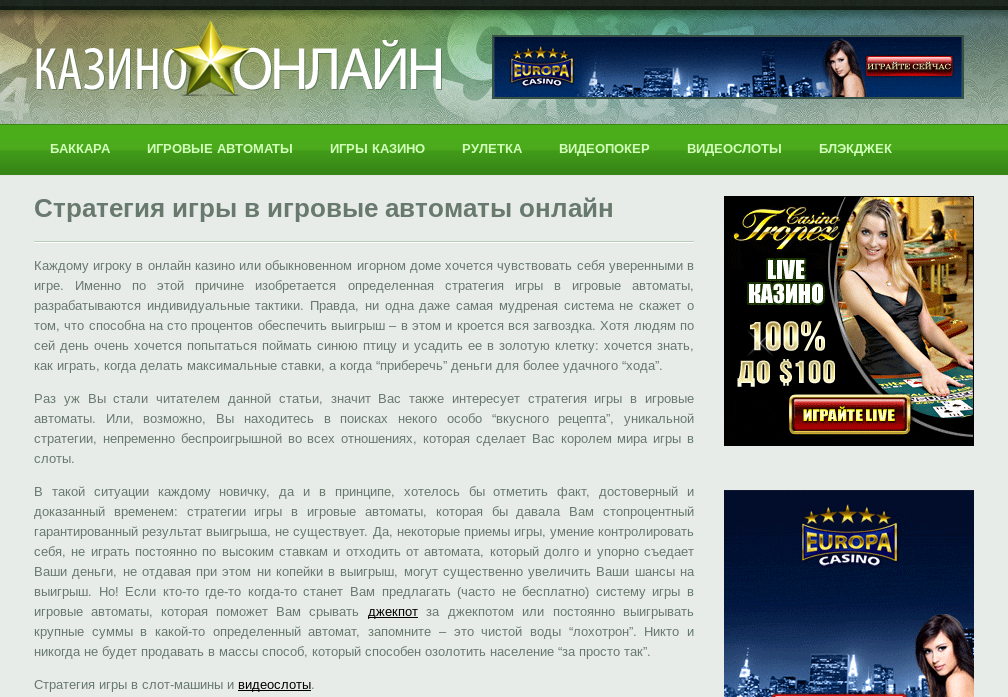 КАЗИНО ОНЛАЙН
EUROPA
CASINO
ИГРАЙТЕ СЕЙЧАС
БАККАРА ИГРОВЫЕ АВТОМАТЫ ИГРЫ КАЗИНО РУЛЕТКА ВИДЕОПОКЕР ВИДЕОСЛОТЫ БЛЭКДЖЕК
Стратегия игры в игровые автоматы онлайн
Каждому игроку в онлайн казино или обыкновенном игорном доме хочется чувствовать себя уверенными в
игре. Именно по этой причине изобретается определенная стратегия игры в игровые автоматы,
разрабатываются индивидуальные тактики. Правда, ни одна даже самая мудреная система не скажет о
том, что способна на сто процентов обеспечить выигрыш – в этом и кроется вся загвоздка. Хотя людям по
сей день очень хочется попытаться поймать синюю птицу и усадить ее в золотую клетку: хочется знать,
как играть, когда делать максимальные ставки, а когда “приберечь” деньги для более удачного “хода”.
Раз уж Вы стали читателем данной статьи, значит Вас также интересует стратегия игры в игровые
автоматы. Или, возможно, Вы находитесь в поисках некого особо “вкусного рецепта”, уникальной
стратегии, непременно беспроигрышной во всех отношениях, которая сделает Вас королем мира игры в
слоты.
В такой ситуации каждому новичку, да и в принципе, хотелось бы отметить факт, достоверный и
доказанный временем: стратегии игры в игровые автоматы, которая бы давала Вам стопроцентный
гарантированный результат выигрыша, не существует. Да, некоторые приемы игры, умение контролировать
себя, не играть постоянно по высоким ставкам и отходить от автомата, который долго и упорно съедает
Ваши деньги, не отдавая при этом ни копейки в выигрыш, могут существенно увеличить Ваши шансы на
выигрыш. Но! Если кто-то где-то когда-то станет Вам предлагать (часто не бесплатно) систему игры в
игровые автоматы, которая поможет Вам срывать джекпот за джекпотом или постоянно выигрывать
крупные суммы в какой-то определенный автомат, запомните – это чистой воды “лохотрон”. Никто и
никогда не будет продавать в массы способ, который способен озолотить население “за просто так”.
Стратегия игры в слот-машины и видеослоты.
Casino
Tropez
LIVE
КАЗИНО
100%
ДО $100
ИГРАЙТЕ LIVE
EUROPA
CASINO